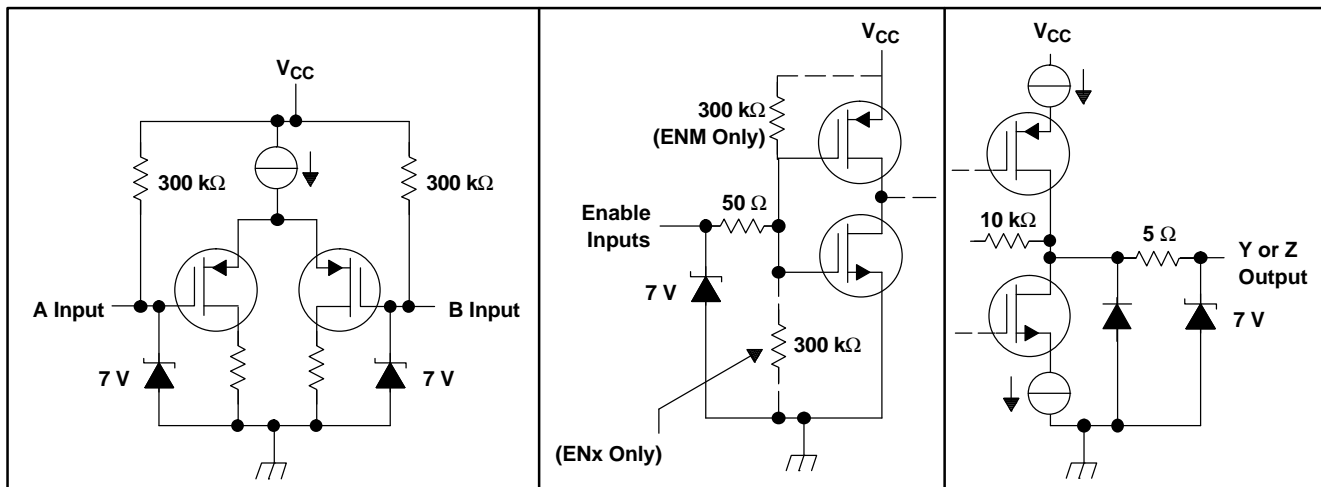 VCC
300 kΩ
300 kΩ
A Input
B Input
7 V
7 V
VCC
300 kΩ
(ENM Only)
50 Ω
Enable
Inputs
7 V
300 kΩ
(ENx Only)
VCC
10 kΩ
5 Ω
Y or Z
Output
7 V